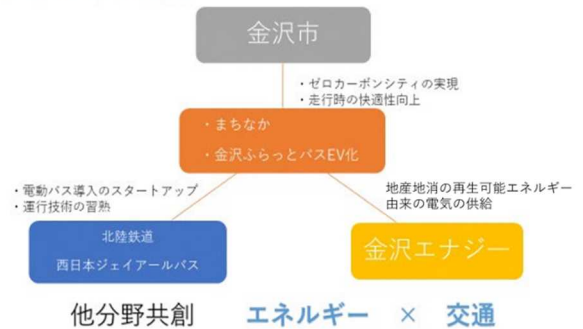 金沢市
・ゼロカーボンシティの実現
・走行時の快適性向上
・まちなか
・金沢ふらっとバスEV化
・電動バス導入のスタートアップ
・運行技術の習熟
地産地消の再生可能エネルギー
由来の電気の供給
北陸鉄道
西日本ジェイアールバス
金沢エナジー
他分野共創 エネルギー × 交通